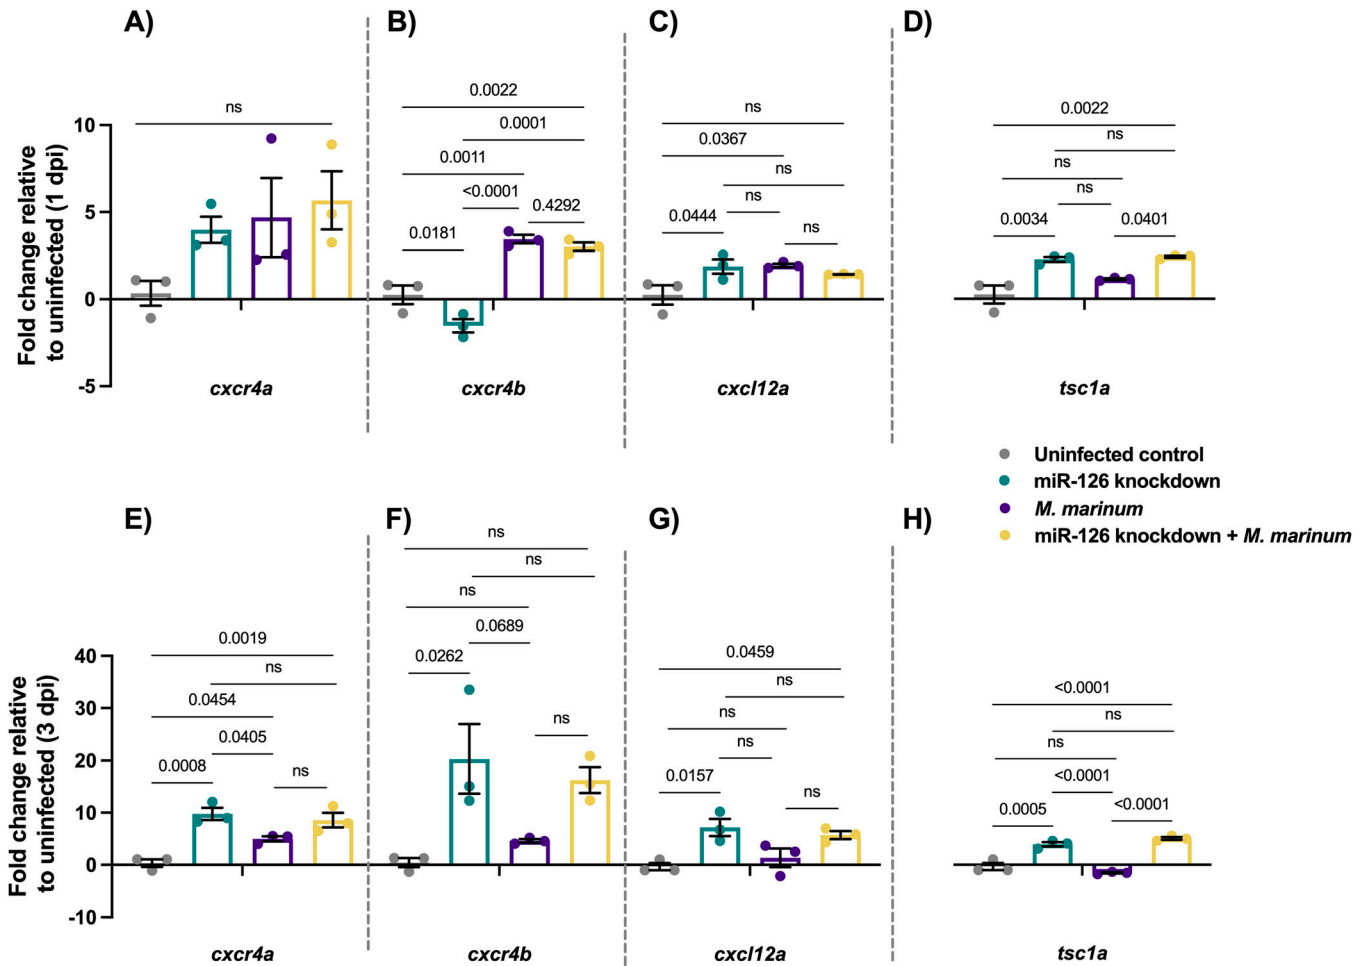 A)
B)
C)
D)
Fold change relative
to uninfected (1 dpi)
10
5
0
-5
ns
0.0022
0.0001
0.0011
<0.0001
0.4292
0.0181
ns
0.0367
ns
ns
0.0444
ns
0.0022
ns
ns
ns
0.0034
0.0401
cxcr4a
cxcr4b
cxcl12a
tsc1a
Uninfected control
miR-126 knockdown
M. marinum
miR-126 knockdown + M. marinum
E)
F)
G)
H)
Fold change relative
to uninfected (3 dpi)
40
30
20
10
0
-10
0.0019
ns
0.0454
0.0405
0.0008
ns
ns
ns
ns
0.0689
0.0262
ns
0.0459
ns
ns
ns
0.0157
ns
<0.0001
ns
ns
<0.0001
0.0005
<0.0001
cxcr4a
cxcr4b
cxcl12a
tsc1a